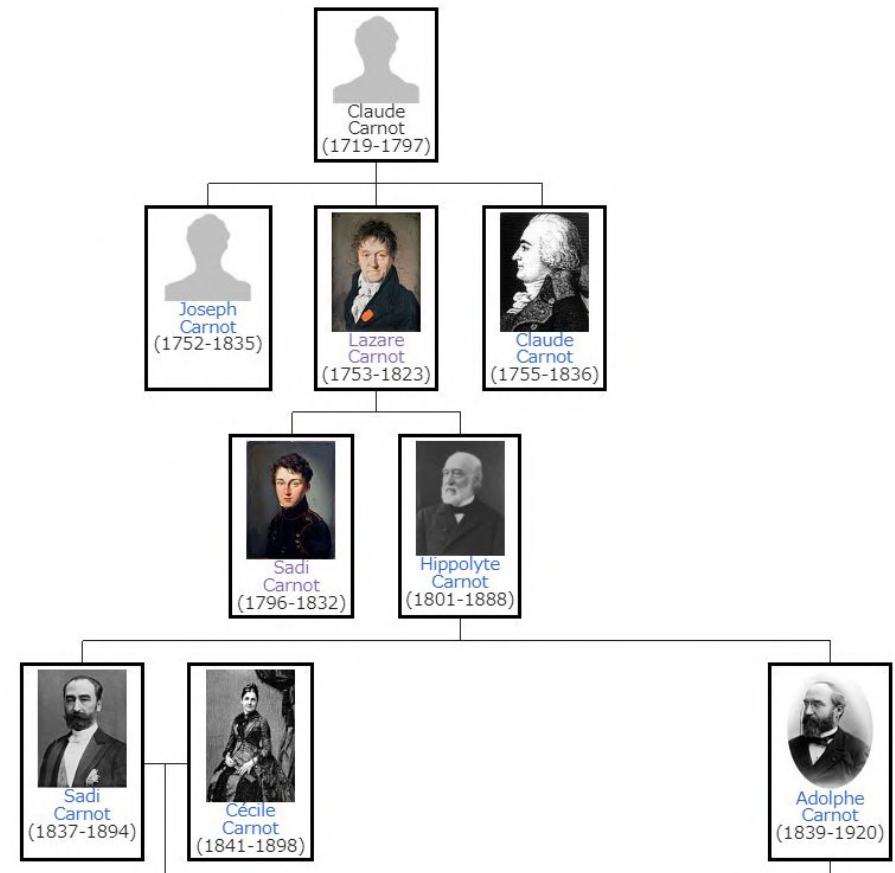 Claude
Carnot
(1719-1797)
Joseph
Carnot
(1752-1835)
Lazare
Carnot
(1753-1823)
Claude
Carnot
(1755-1836)
Sadi
Carnot
(1796-1832)
Hippolyte
Carnot
(1801-1888)
Sadi
Carnot
(1837-1894)
Cécile
Carnot
(1841-1898)
Adolphe
Carnot
(1839-1920)